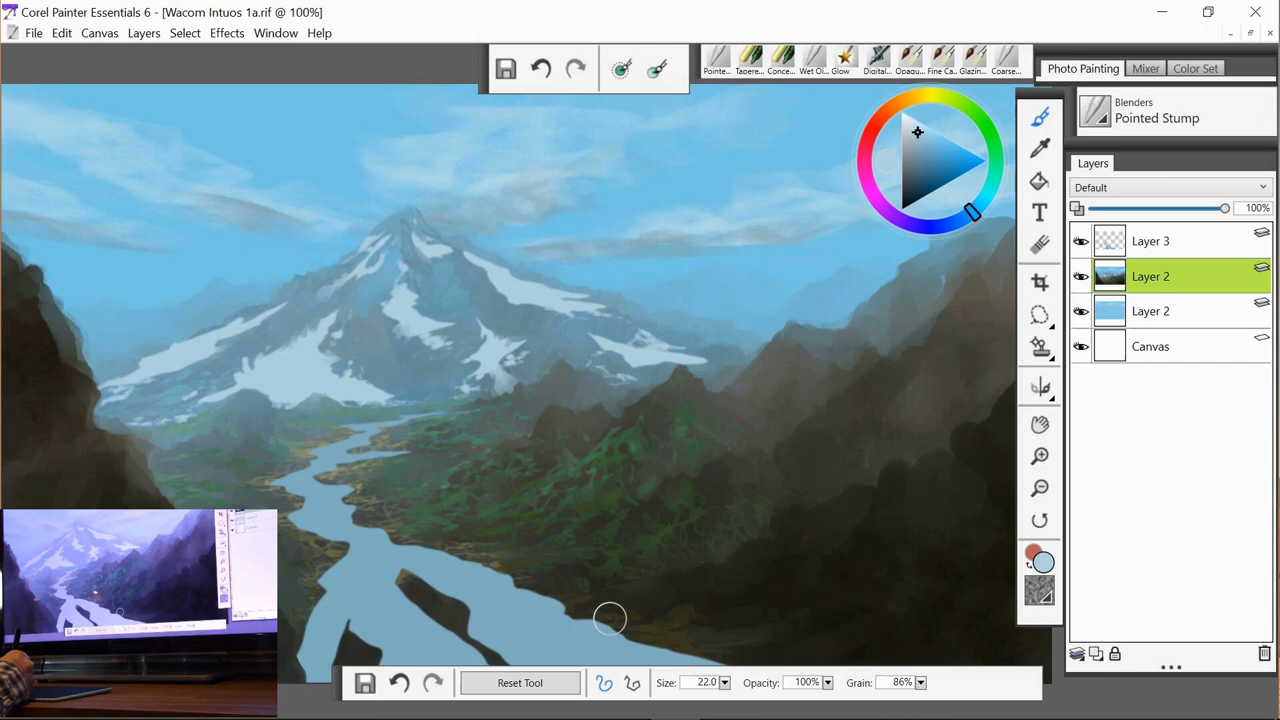 Corel Painter Essentials 6 - [Wacom Intuos 1a.rif @ 100%]
File Edit Canvas Layers Select Effects Window Help
Pointe... Tapere... Conce... Wet Oi... Glow Digital... Opaqu... Fine Ca... Glazin... Coarse...
Photo Painting Mixer Color Set
Blenders
Pointed Stump
Layers
Default
100%
Layer 3
Layer 2
Layer 2
Canvas
Reset Tool Size: 22.0 Opacity: 100% Grain: 86%